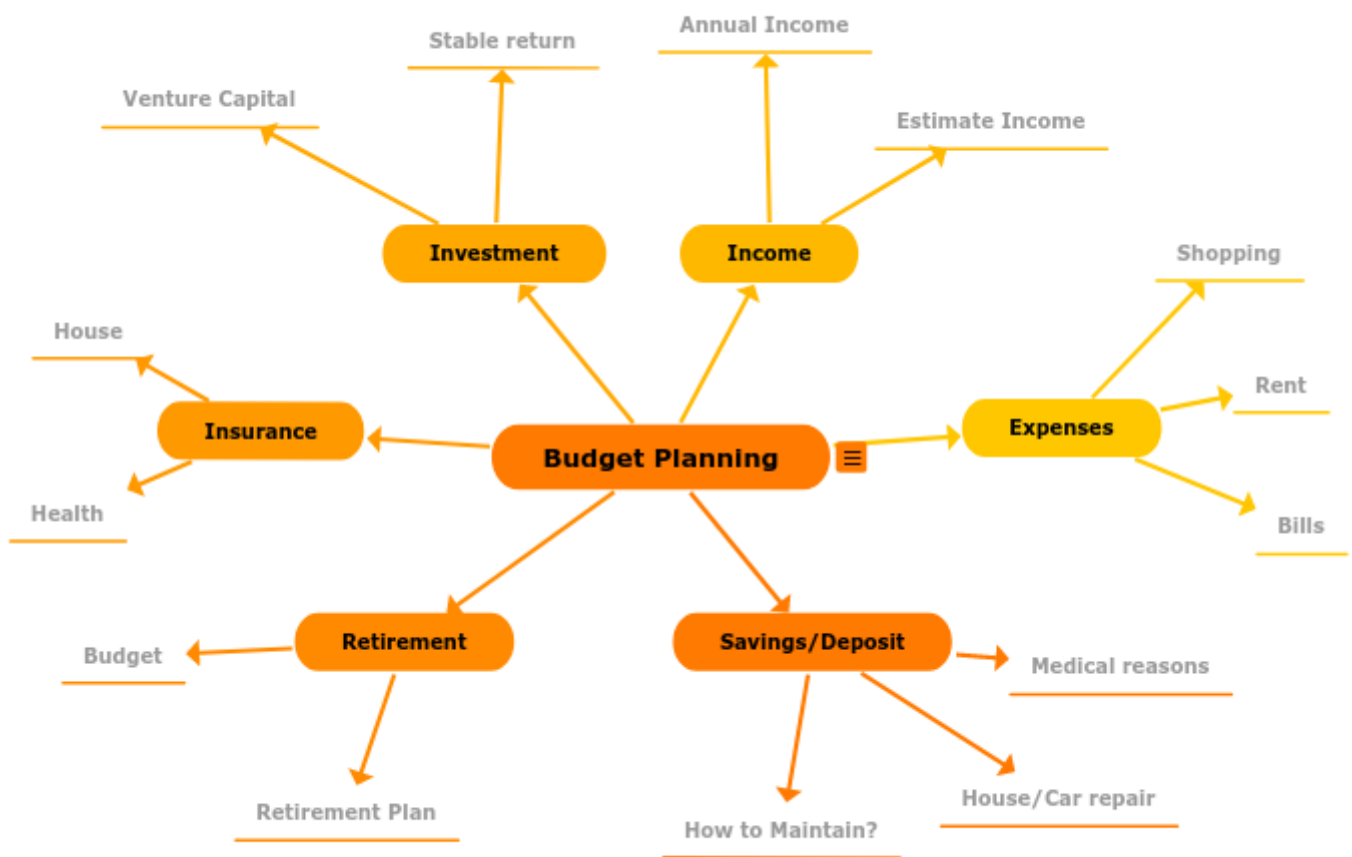 Annual Income
Stable return
Venture Capital
Estimate Income
Investment
Income
Shopping
House
Rent
Insurance
Expenses
Budget Planning
Health
Bills
Retirement
Savings/Deposit
Budget
Medical reasons
House/Car repair
Retirement Plan
How to Maintain?